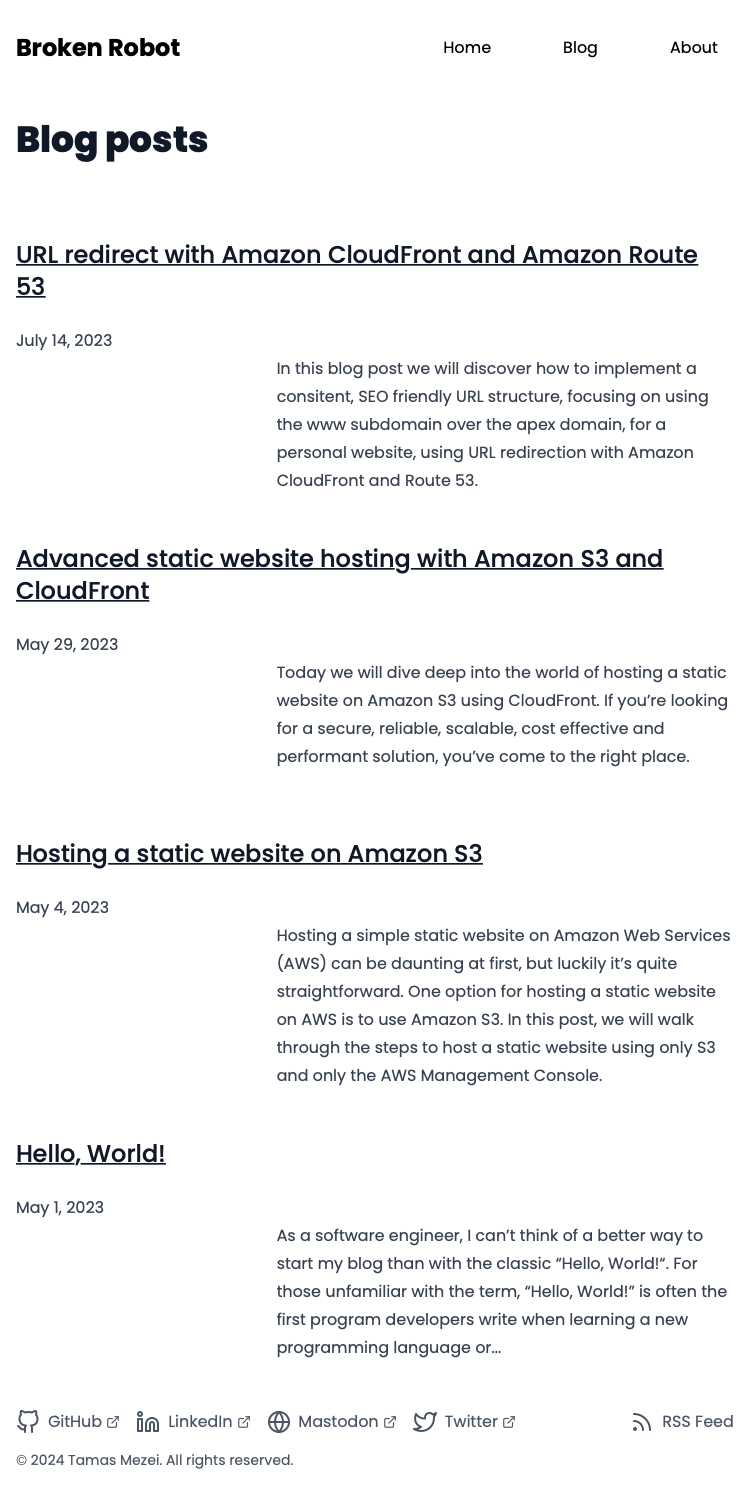 Broken Robot
Home
Blog
About
Blog posts
URL redirect with Amazon CloudFront and Amazon Route
53
July 14, 2023
In this blog post we will discover how to implement a
consitent, SEO friendly URL structure, focusing on using
the www subdomain over the apex domain, for a
personal website, using URL redirection with Amazon
CloudFront and Route 53.
Advanced static website hosting with Amazon S3 and
CloudFront
May 29, 2023
Today we will dive deep into the world of hosting a static
website on Amazon S3 using CloudFront. If you’re looking
for a secure, reliable, scalable, cost effective and
performant solution, you’ve come to the right place.
Hosting a static website on Amazon S3
May 4, 2023
Hosting a simple static website on Amazon Web Services
(AWS) can be daunting at first, but luckily it’s quite
straightforward. One option for hosting a static website
on AWS is to use Amazon S3. In this post, we will walk
through the steps to host a static website using only S3
and only the AWS Management Console.
Hello, World!
May 1, 2023
As a software engineer, I can’t think of a better way to
start my blog than with the classic “Hello, World!“. For
those unfamiliar with the term, “Hello, World!” is often the
first program developers write when learning a new
programming language or...
GitHub
LinkedIn
Mastodon
Twitter
RSS Feed
© 2024 Tamas Mezei. All rights reserved.